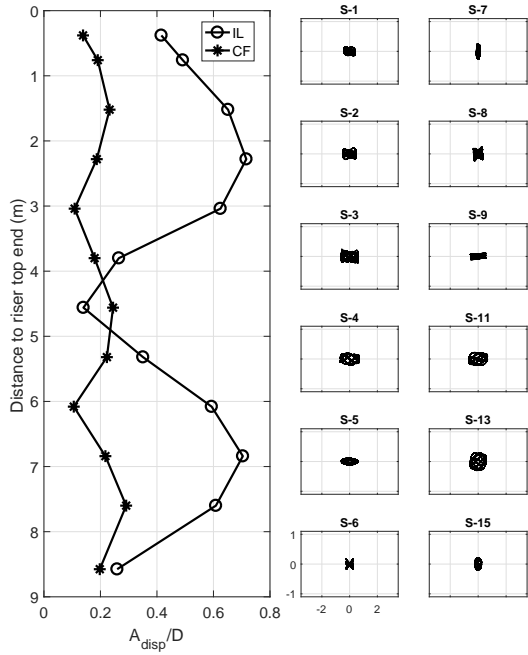 0
1
2
3
4
5
6
7
8
9
Distance to riser top end (m)
0 0.2 0.4 0.6 0.8
A_disp/D
IL
CF
S-1 S-7
S-2 S-8
S-3 S-9
S-4 S-11
S-5 S-13
S-6 S-15
1
0
-1
-2 0 2